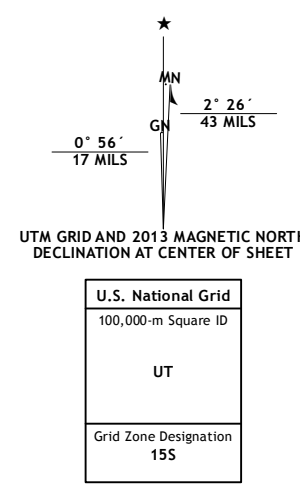 MN
GN
2° 26´
43 MILS
0° 56´
17 MILS
UTM GRID AND 2013 MAGNETIC NORTH
DECLINATION AT CENTER OF SHEET
U.S. National Grid
100,000-m Square ID
UT
Grid Zone Designation
15S